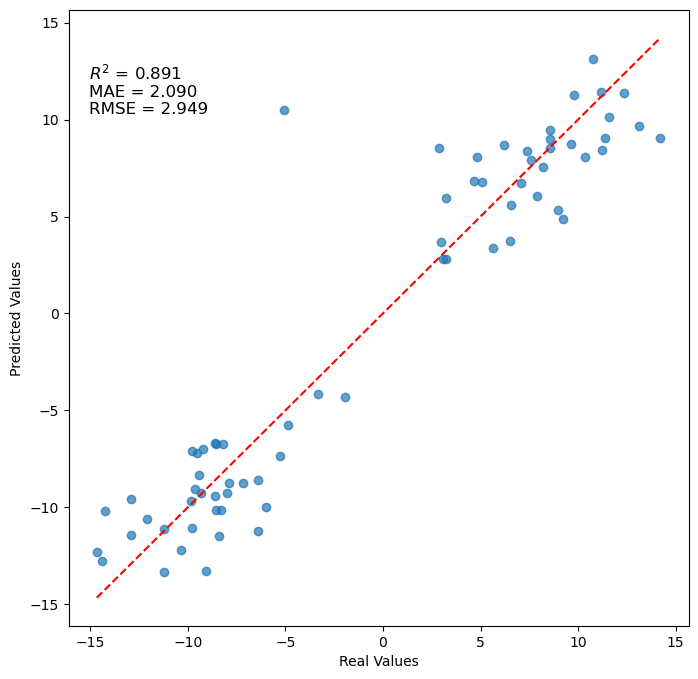 R² = 0.891
MAE = 2.090
RMSE = 2.949
15
10
5
0
−5
−10
−15
Predicted Values
−15 −10 −5 0 5 10 15
Real Values